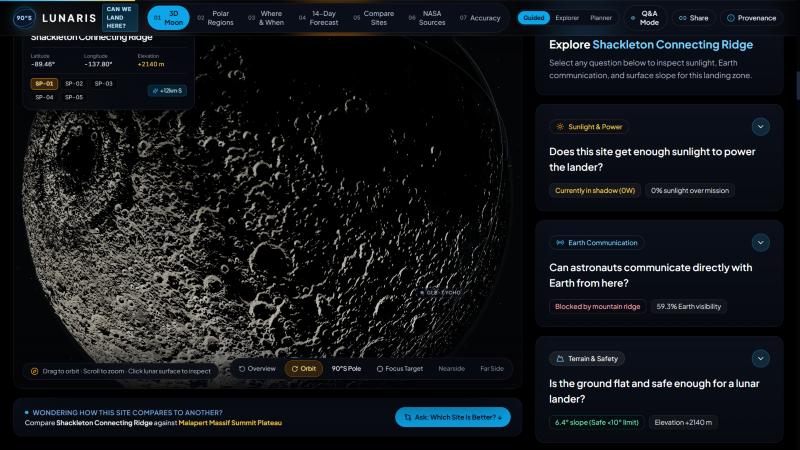 90°S LUNARIS
CAN WE
LAND
HERE?
01 3D
Moon
02 Polar
Regions
03 Where
& When
04 14-Day
Forecast
05 Compare
Sites
06 NASA
Sources
07 Accuracy
Guided Explorer Planner
Q&A
Mode
Share
Provenance
Shackleton Connecting Ridge
Latitude Longitude Elevation
-89.46° -137.80° +2140 m
SP-01 SP-02 SP-03
SP-04 SP-05
+12km S
Drag to orbit · Scroll to zoom · Click lunar surface to inspect
Overview Orbit 90°S Pole Focus Target Nearside Far Side
WONDERING HOW THIS SITE COMPARES TO ANOTHER?
Compare Shackleton Connecting Ridge against Malapert Massif Summit Plateau
Ask: Which Site Is Better? ↓
Explore Shackleton Connecting Ridge
Select any question below to inspect sunlight, Earth
communication, and surface slope for this landing zone.
Sunlight & Power
Does this site get enough sunlight to power
the lander?
Currently in shadow (0W) 0% sunlight over mission
Earth Communication
Can astronauts communicate directly with
Earth from here?
Blocked by mountain ridge 59.3% Earth visibility
Terrain & Safety
Is the ground flat and safe enough for a lunar
lander?
6.4° slope (Safe <10° limit) Elevation +2140 m